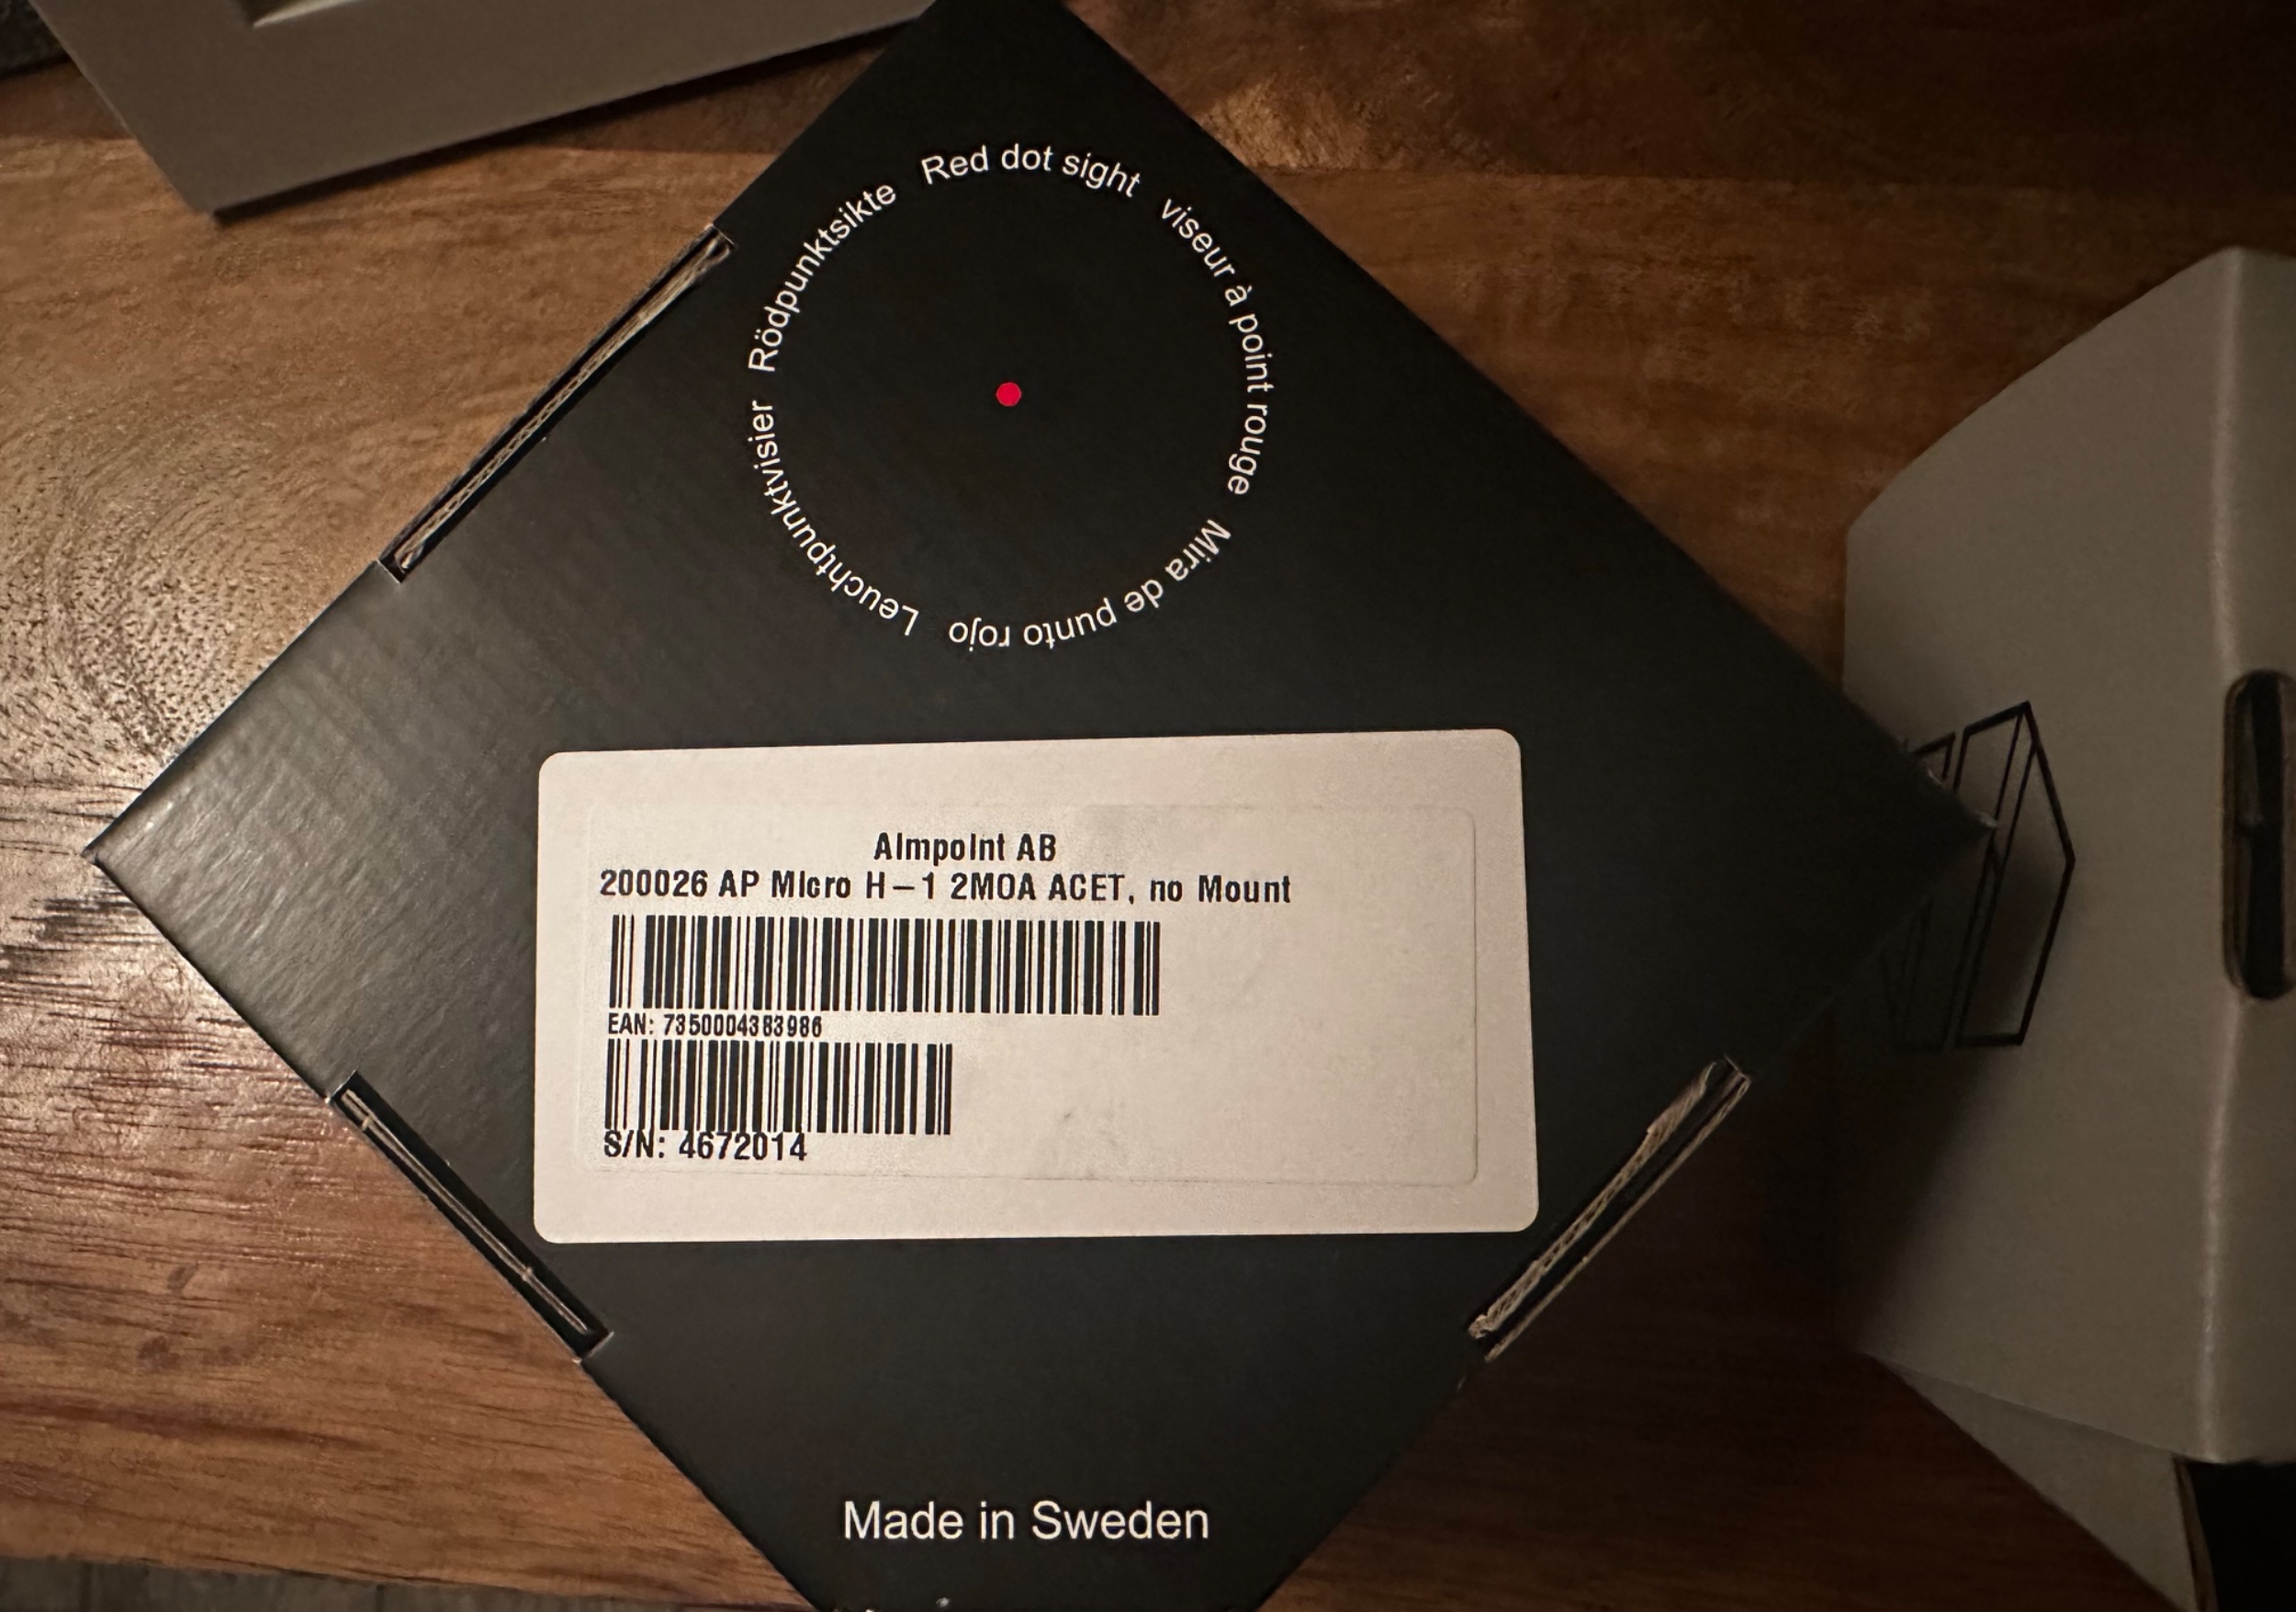 Red dot sight
viseur à point rouge
Mira de punto rojo
Leuchtpunktvisier
Rödpunktsikte
Aimpoint AB
200026 AP Micro H-1 2MOA ACET, no Mount
EAN: 7350004383986
S/N: 4672014
Made in Sweden